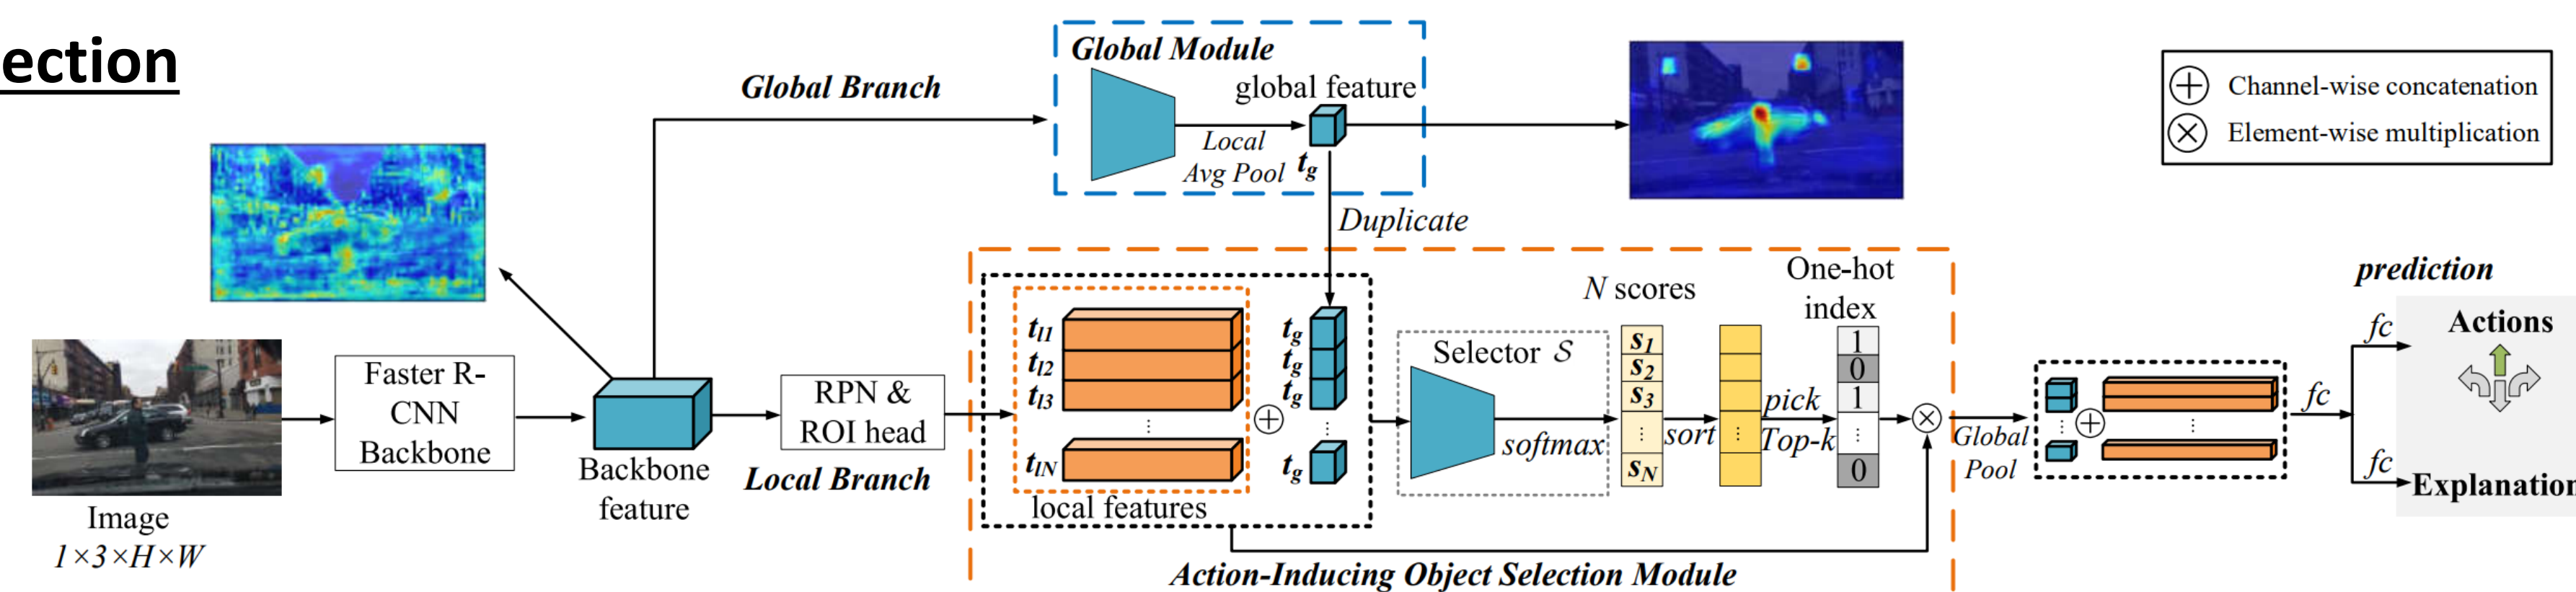 ection
Global Module
global feature
Global Branch
Local
Avg Pool
t_g
Duplicate
⊕ Channel-wise concatenation
⊗ Element-wise multiplication
Image
1×3×H×W
Faster R-
CNN
Backbone
Backbone
feature
RPN &
ROI head
Local Branch
t_l1
t_l2
t_l3
⋮
t_lN
local features
⊕
t_g
t_g
t_g
⋮
t_g
Selector S
softmax
N scores
s_1
s_2
s_3
⋮
s_N
sort
⋮
pick
Top-k
One-hot
index
1
0
1
⋮
0
⊗
Action-Inducing Object Selection Module
Global
Pool
⋮ ⊕ ⋮
fc
prediction
fc
Actions
fc
Explanation